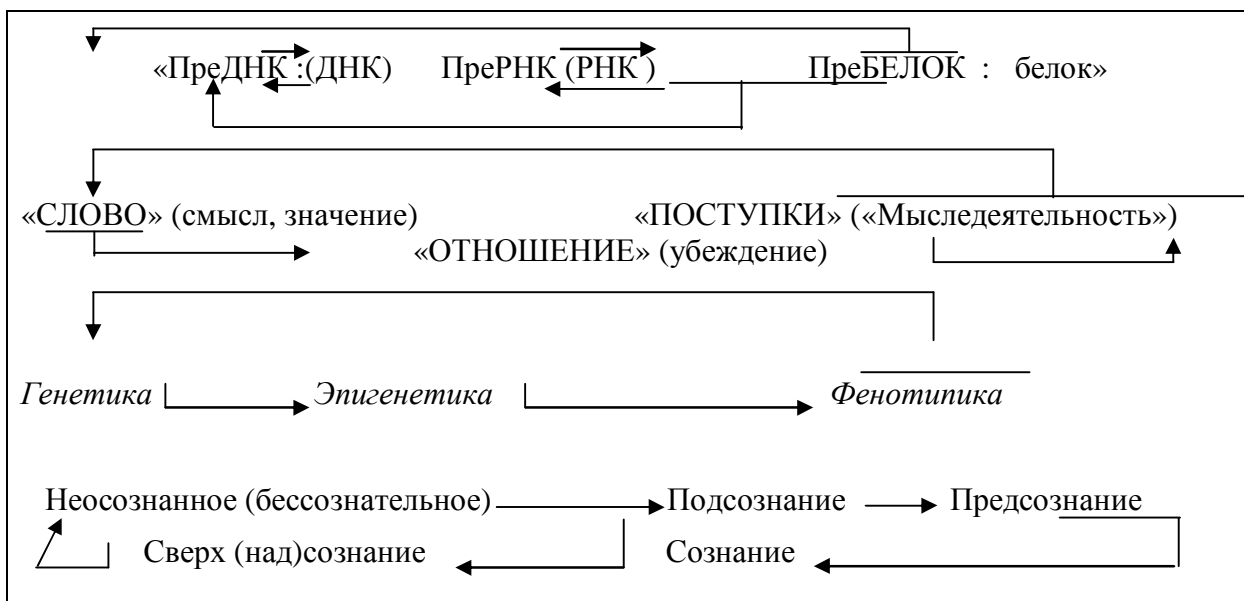 «ПреДНК :(ДНК) ПреРНК (РНК ) ПреБЕЛОК : белок»
«СЛОВО» (смысл, значение) «ПОСТУПКИ» («Мыследеятельность»)
«ОТНОШЕНИЕ» (убеждение)
Генетика Эпигенетика Фенотипика
Неосознанное (бессознательное) Подсознание Предсознание
Сверх (над)сознание Сознание